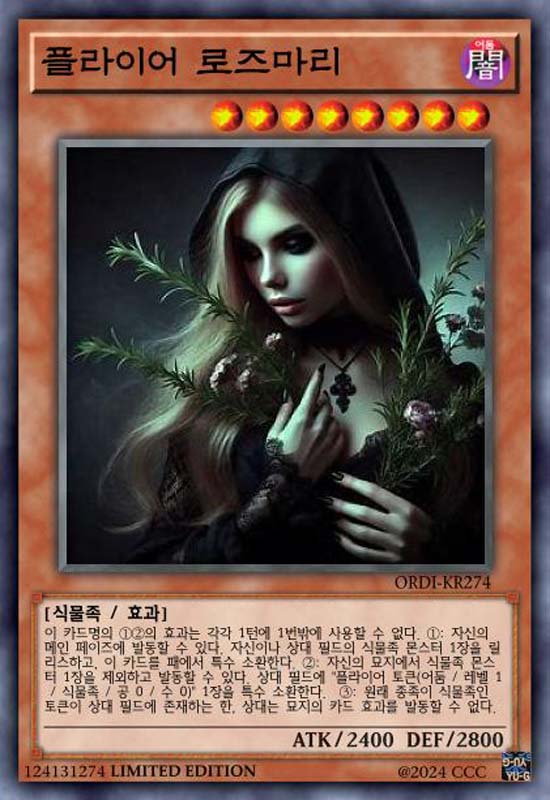 플라이어 로즈마리
어둠
闇
ORDI-KR274
[식물족 / 효과]
이 카드명의 ①②의 효과는 각각 1턴에 1번밖에 사용할 수 없다. ①: 자신의
메인 페이즈에 발동할 수 있다. 자신이나 상대 필드의 식물족 몬스터 1장을 릴
리스하고, 이 카드를 패에서 특수 소환한다. ②: 자신의 묘지에서 식물족 몬스
터 1장을 제외하고 발동할 수 있다. 상대 필드에 "플라이어 토큰(어둠 / 레벨 1
/ 식물족 / 공 0 / 수 0)" 1장을 특수 소환한다. ③: 원래 종족이 식물족인
토큰이 상대 필드에 존재하는 한, 상대는 묘지의 카드 효과를 발동할 수 없다.
ATK/2400 DEF/2800
124131274 LIMITED EDITION
@2024 CCC